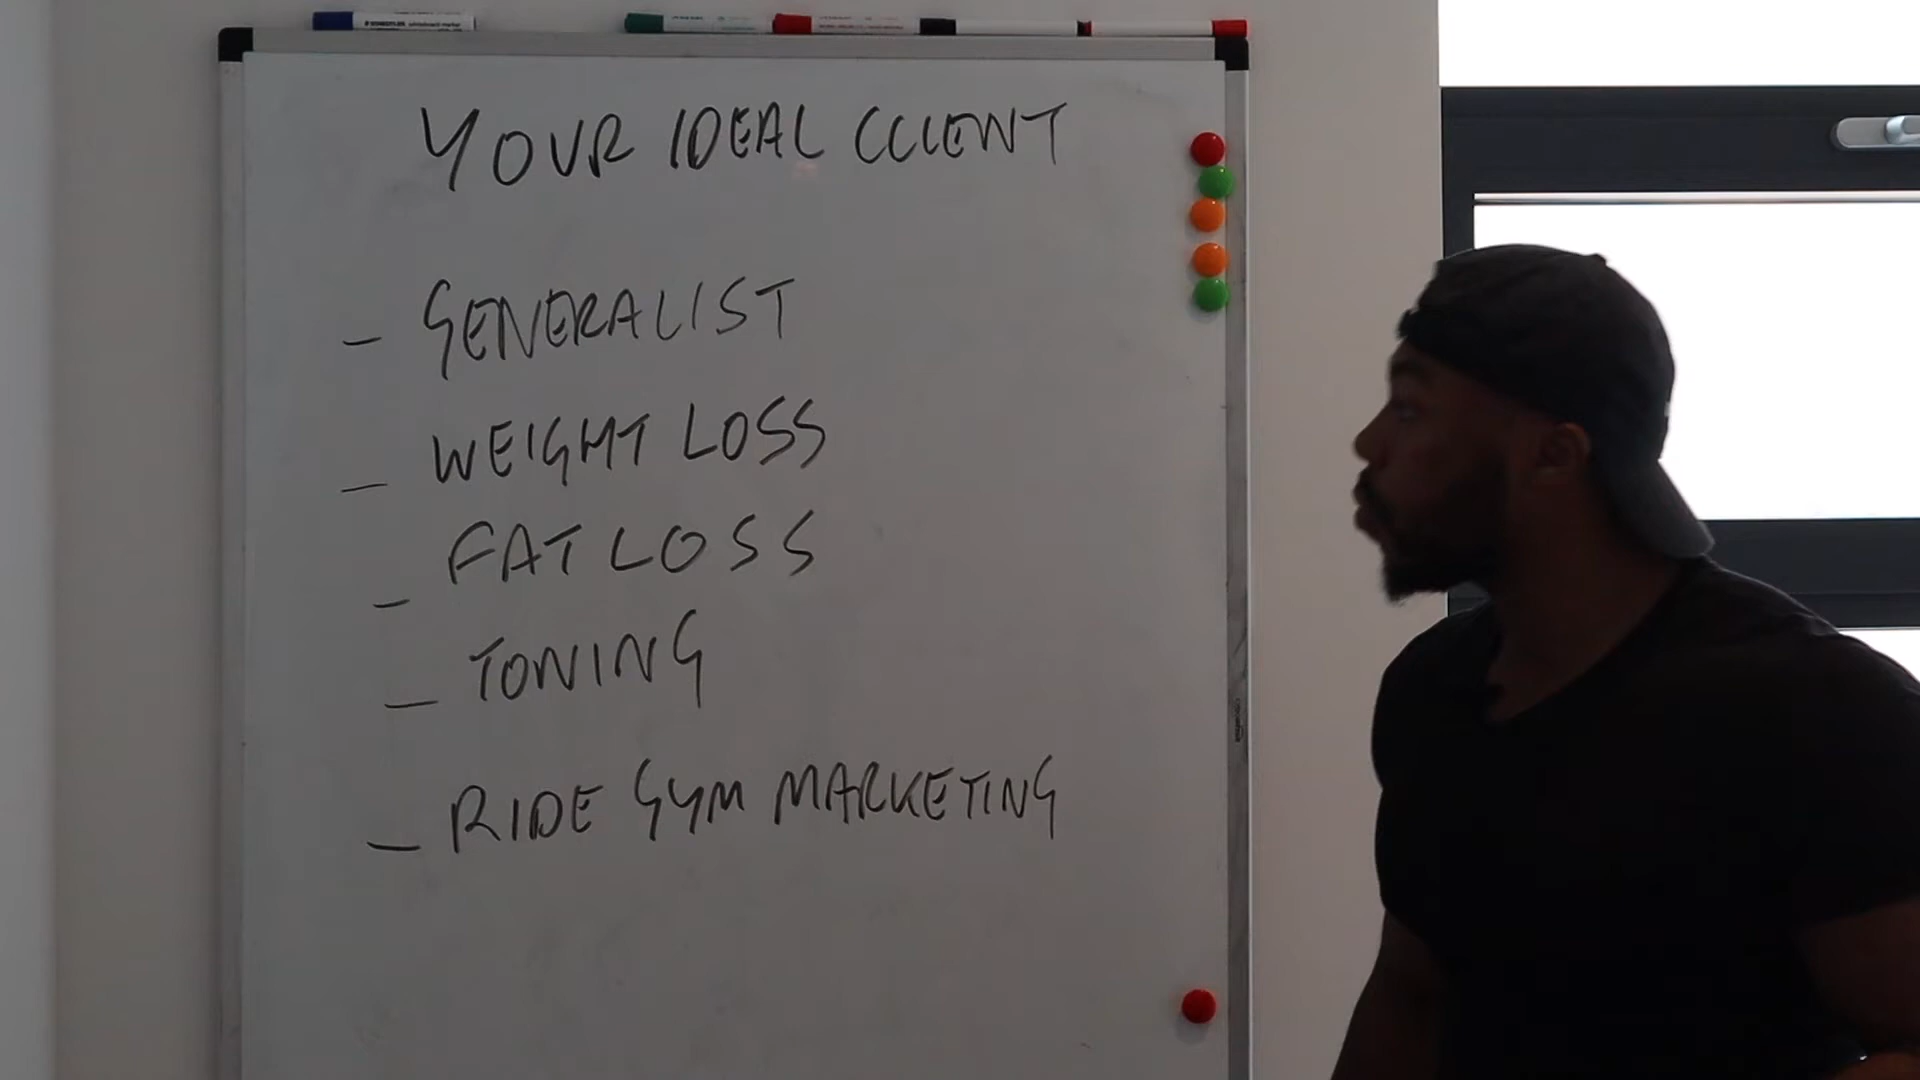 YOUR IDEAL CLIENT
- GENERALIST
- WEIGHT LOSS
- FAT LOSS
- TONING
- RIDE GYM MARKETING